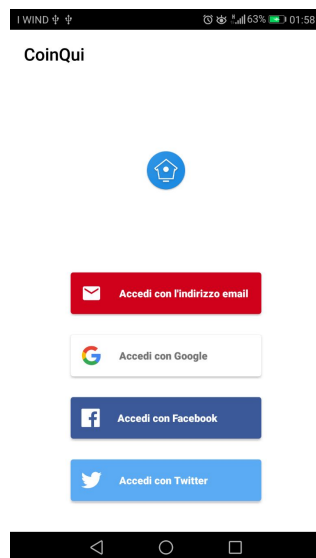 I WIND 63% 01:58
CoinQui
Accedi con l'indirizzo email
Accedi con Google
Accedi con Facebook
Accedi con Twitter